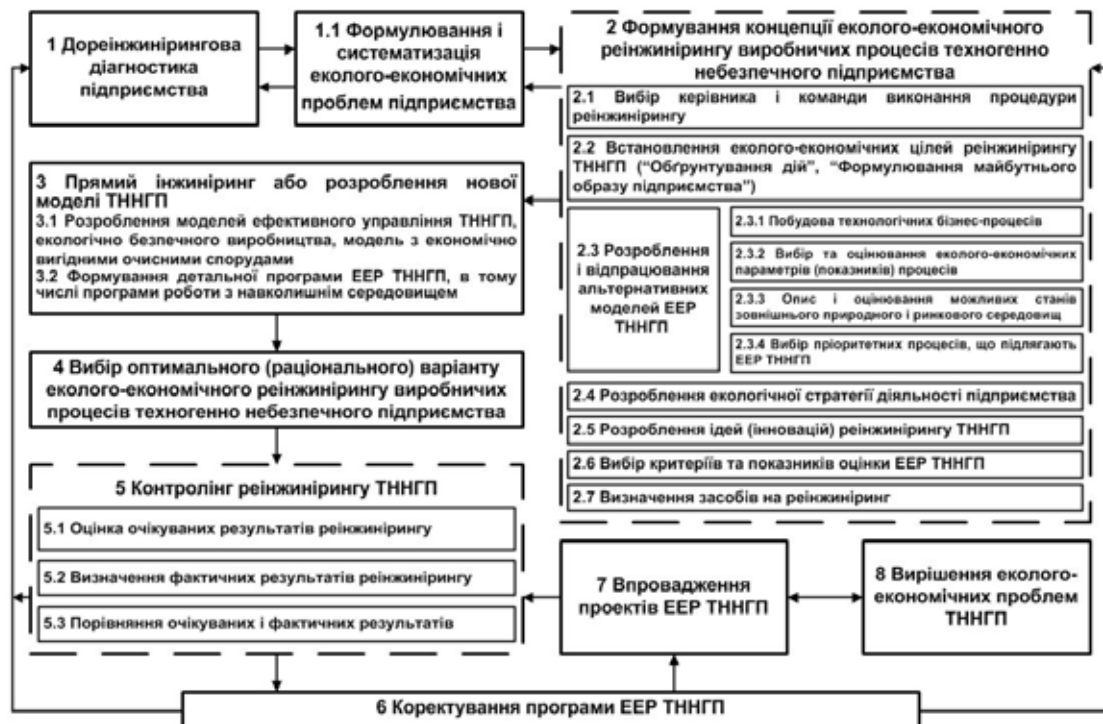 1 Дореінжинірингова
діагностика
підприємства
1.1 Формулювання і
систематизація
еколого-економічних
проблем підприємства
2 Формування концепції еколого-економічного
реінжинірингу виробничих процесів техногенно
небезпечного підприємства
2.1 Вибір керівника і команди виконання процедури
реінжинірингу
2.2 Встановлення еколого-економічних цілей реінжинірингу
ТННГП (“Обґрунтування дій”, “Формулювання майбутнього
образу підприємства”)
2.3 Розроблення
і відпрацювання
альтернативних
моделей ЕЕР
ТННГП
2.3.1 Побудова технологічних бізнес-процесів
2.3.2 Вибір та оцінювання еколого-економічних
параметрів (показників) процесів
2.3.3 Опис і оцінювання можливих станів
зовнішнього природного і ринкового середовищ
2.3.4 Вибір пріоритетних процесів, що підлягають
ЕЕР ТННГП
2.4 Розроблення екологічної стратегії діяльності підприємства
2.5 Розроблення ідей (інновацій) реінжинірингу ТННГП
2.6 Вибір критеріїв та показників оцінки ЕЕР ТННГП
2.7 Визначення засобів на реінжиніринг
3 Прямий інжиніринг або розроблення нової
моделі ТННГП
3.1 Розроблення моделей ефективного управління ТННГП,
екологічно безпечного виробництва, модель з економічно
вигідними очисними спорудами
3.2 Формування детальної програми ЕЕР ТННГП, в тому
числі програми роботи з навколишнім середовищем
4 Вибір оптимального (раціонального) варіанту
еколого-економічного реінжинірингу виробничих
процесів техногенно небезпечного підприємства
5 Контролінг реінжинірингу ТННГП
5.1 Оцінка очікуваних результатів реінжинірингу
5.2 Визначення фактичних результатів реінжинірингу
5.3 Порівняння очікуваних і фактичних результатів
7 Впровадження
проектів ЕЕР ТННГП
8 Вирішення еколого-
економічних проблем
ТННГП
6 Коректування програми ЕЕР ТННГП